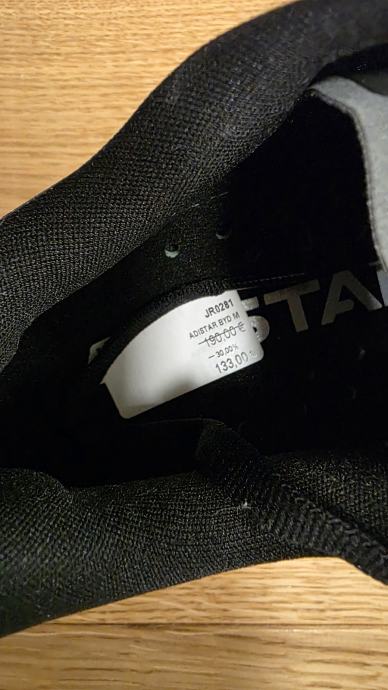 JR0281
ADISTAR BYD M
190,00 €
-30,00%
133,00
STAR